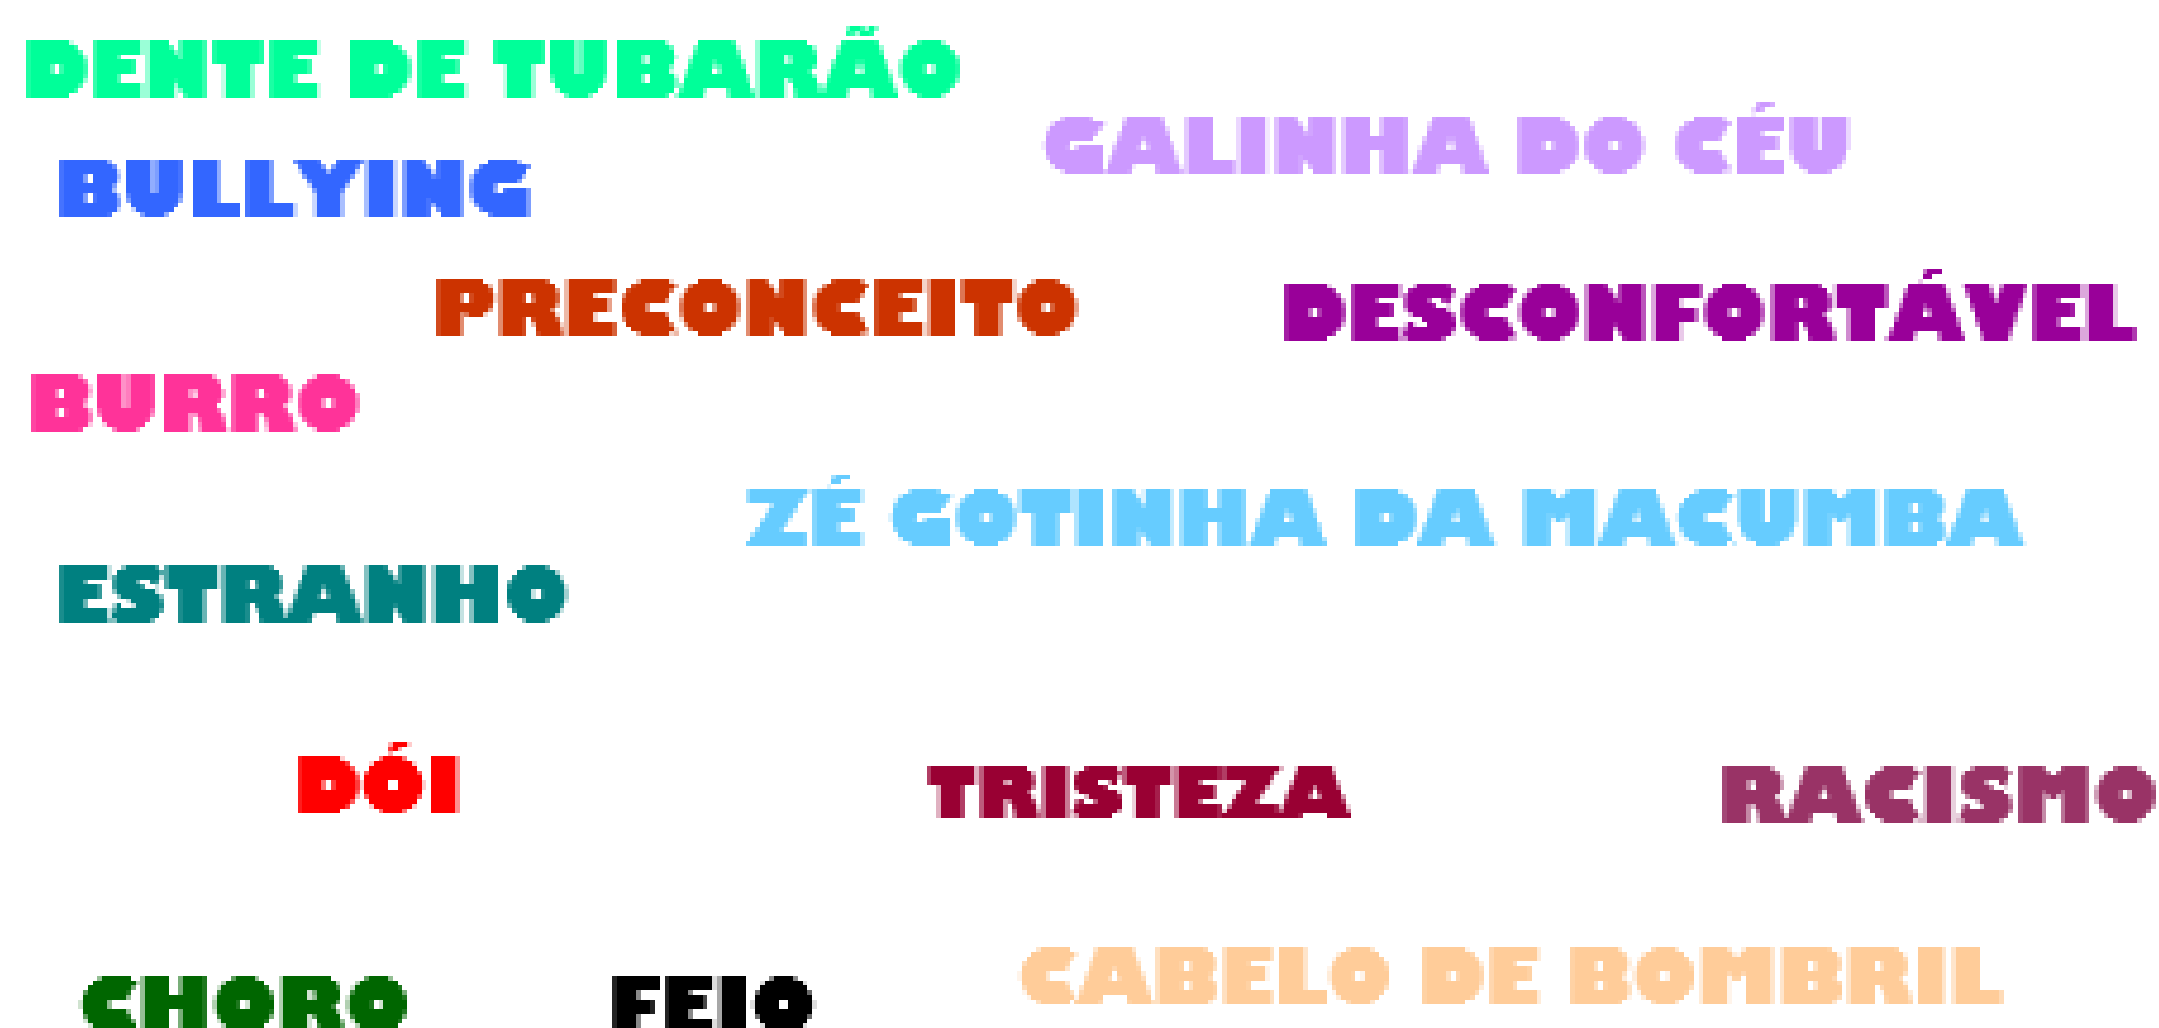 DENTE DE TUBARÃO
GALINHA DO CÉU
BULLYING
PRECONCEITO
DESCONFORTÁVEL
BURRO
ZÉ GOTINHA DA MACUMBA
ESTRANHO
DÓI
TRISTEZA
RACISMO
CABELO DE BOMBRIL
CHORO
FEIO